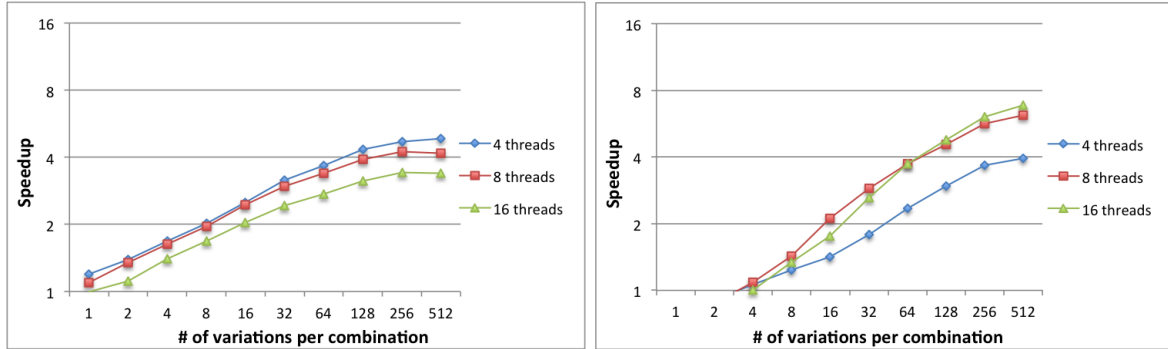 16
8
4
2
1
Speedup
1 2 4 8 16 32 64 128 256 512
# of variations per combination
4 threads
8 threads
16 threads
16
8
4
2
1
Speedup
1 2 4 8 16 32 64 128 256 512
# of variations per combination
4 threads
8 threads
16 threads